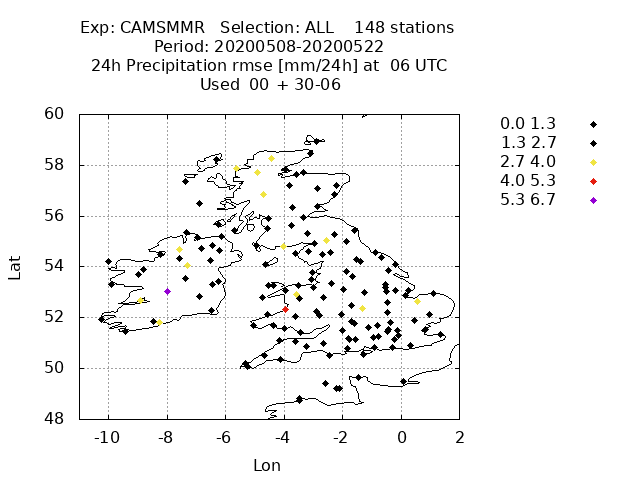 Exp: CAMSMMR   Selection: ALL    148 stations
Period: 20200508-20200522
24h Precipitation rmse [mm/24h] at  06 UTC
Used  00 + 30-06
0.0 1.3
1.3 2.7
2.7 4.0
4.0 5.3
5.3 6.7
Lat
60
58
56
54
52
50
48
-10 -8 -6 -4 -2 0 2
Lon